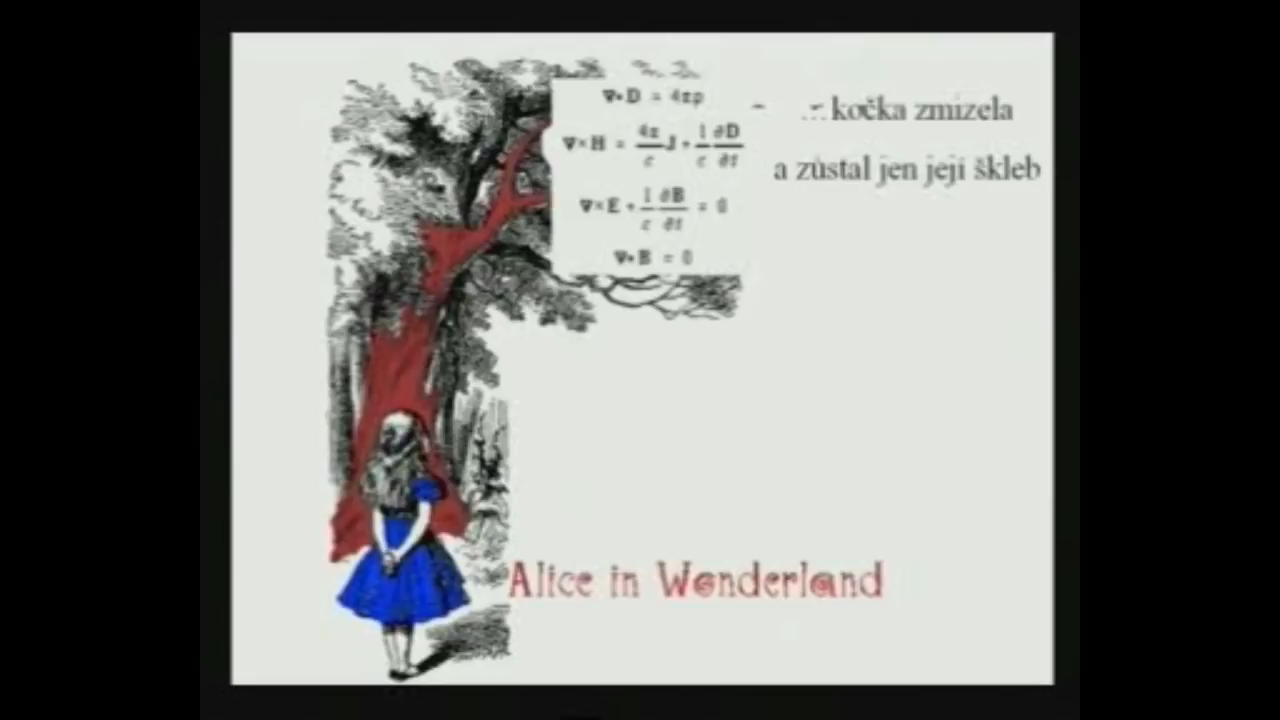 ∇•D = 4πρ
∇×H = 4π/c J + 1/c ∂D/∂t
∇×E + 1/c ∂B/∂t = 0
∇•B = 0
kočka zmizela
a zůstal jen její škleb
Alice in Wonderland